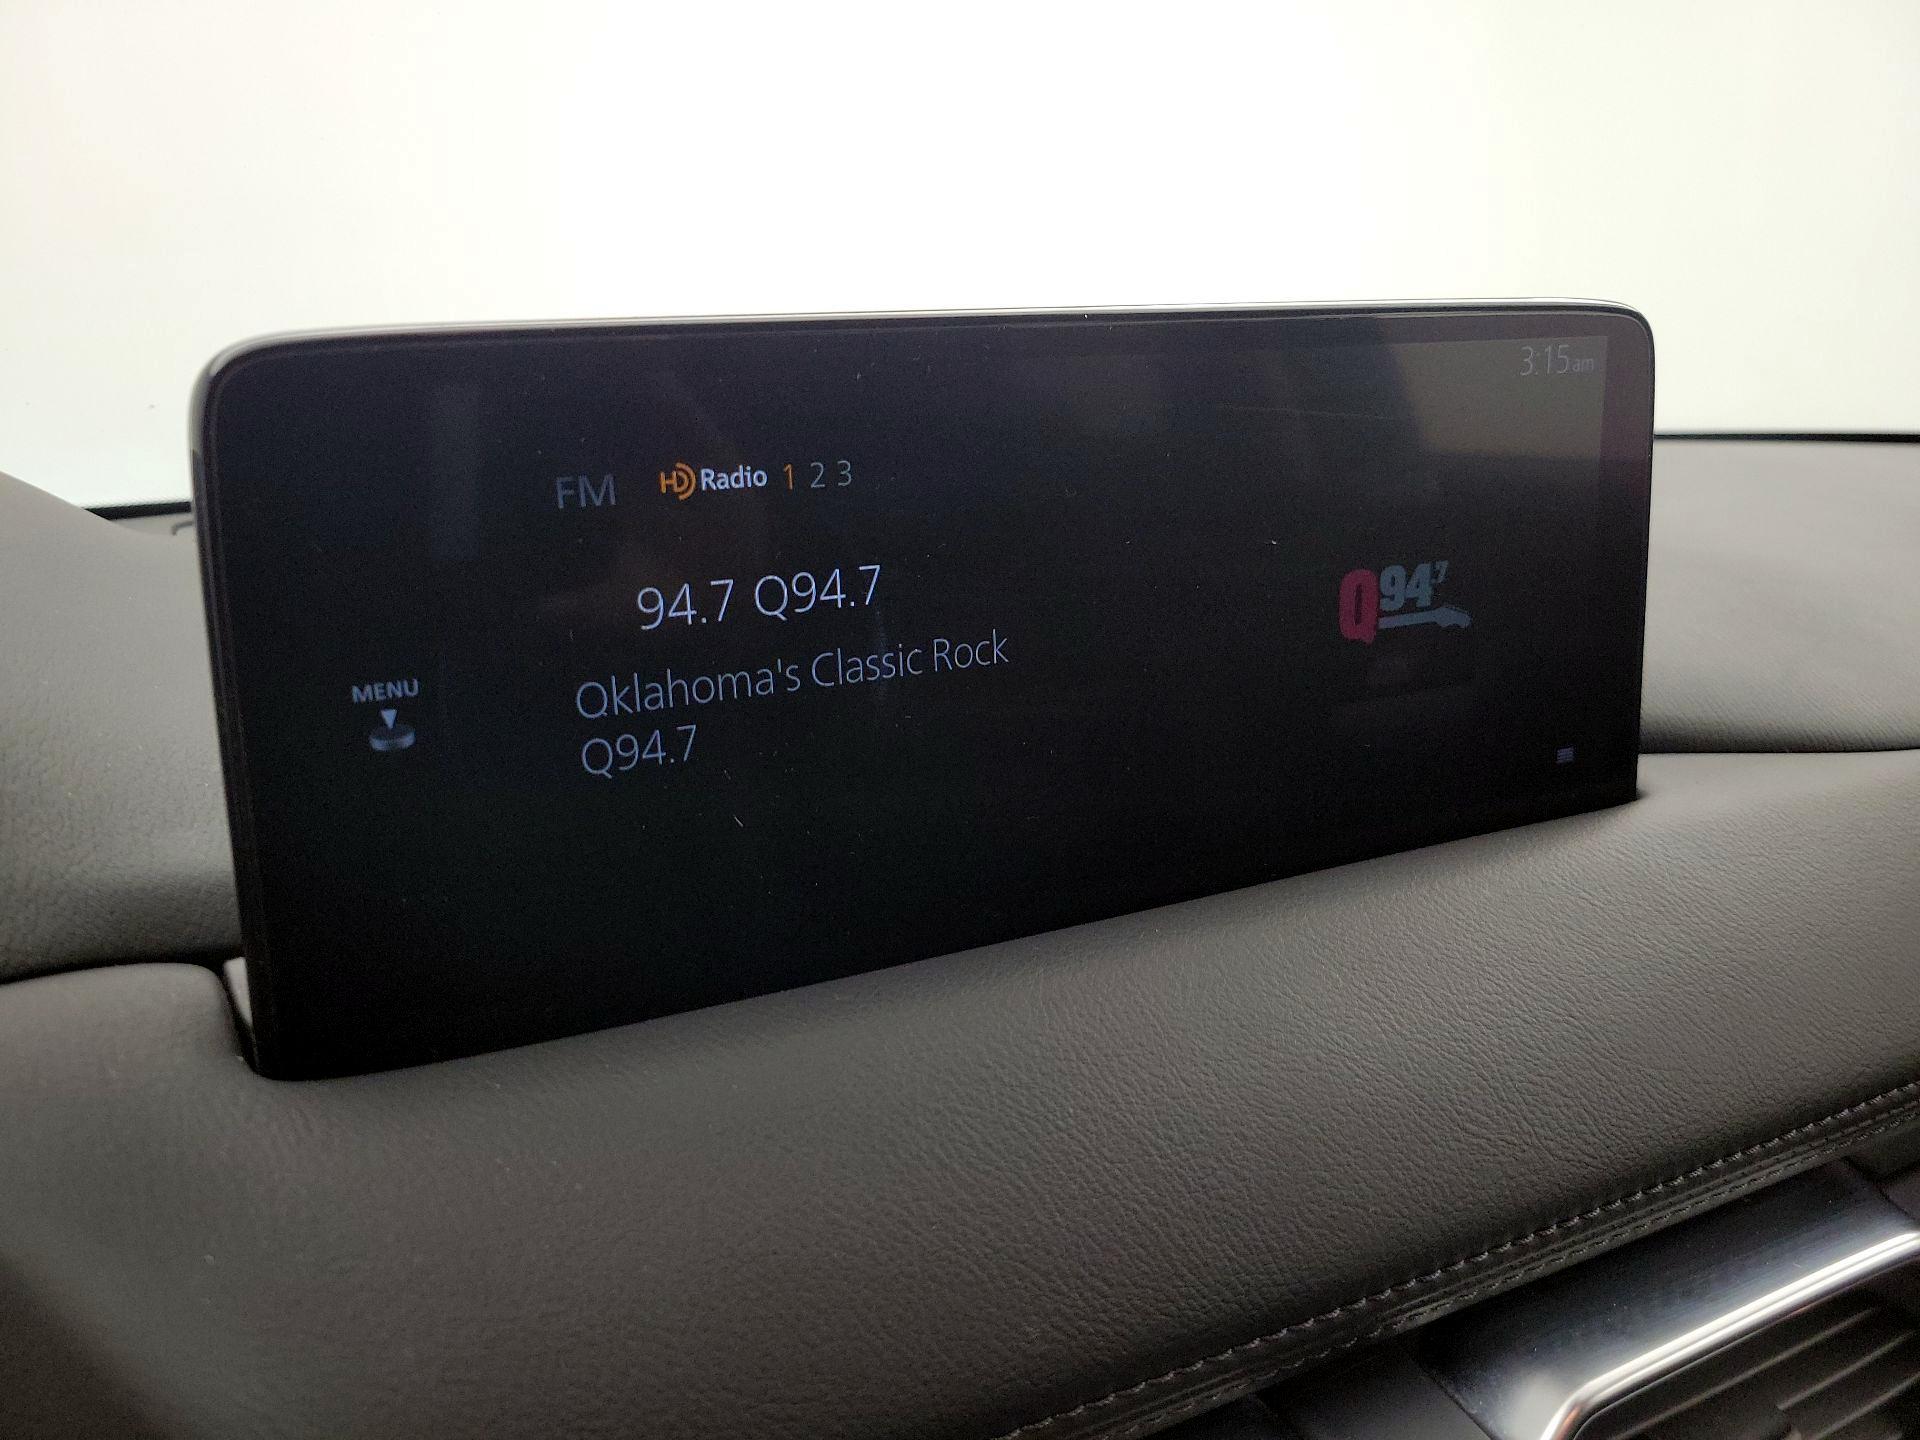 3:15am
FM HD Radio 1 2 3
94.7 Q94.7
Q94.7
MENU
Oklahoma's Classic Rock
Q94.7